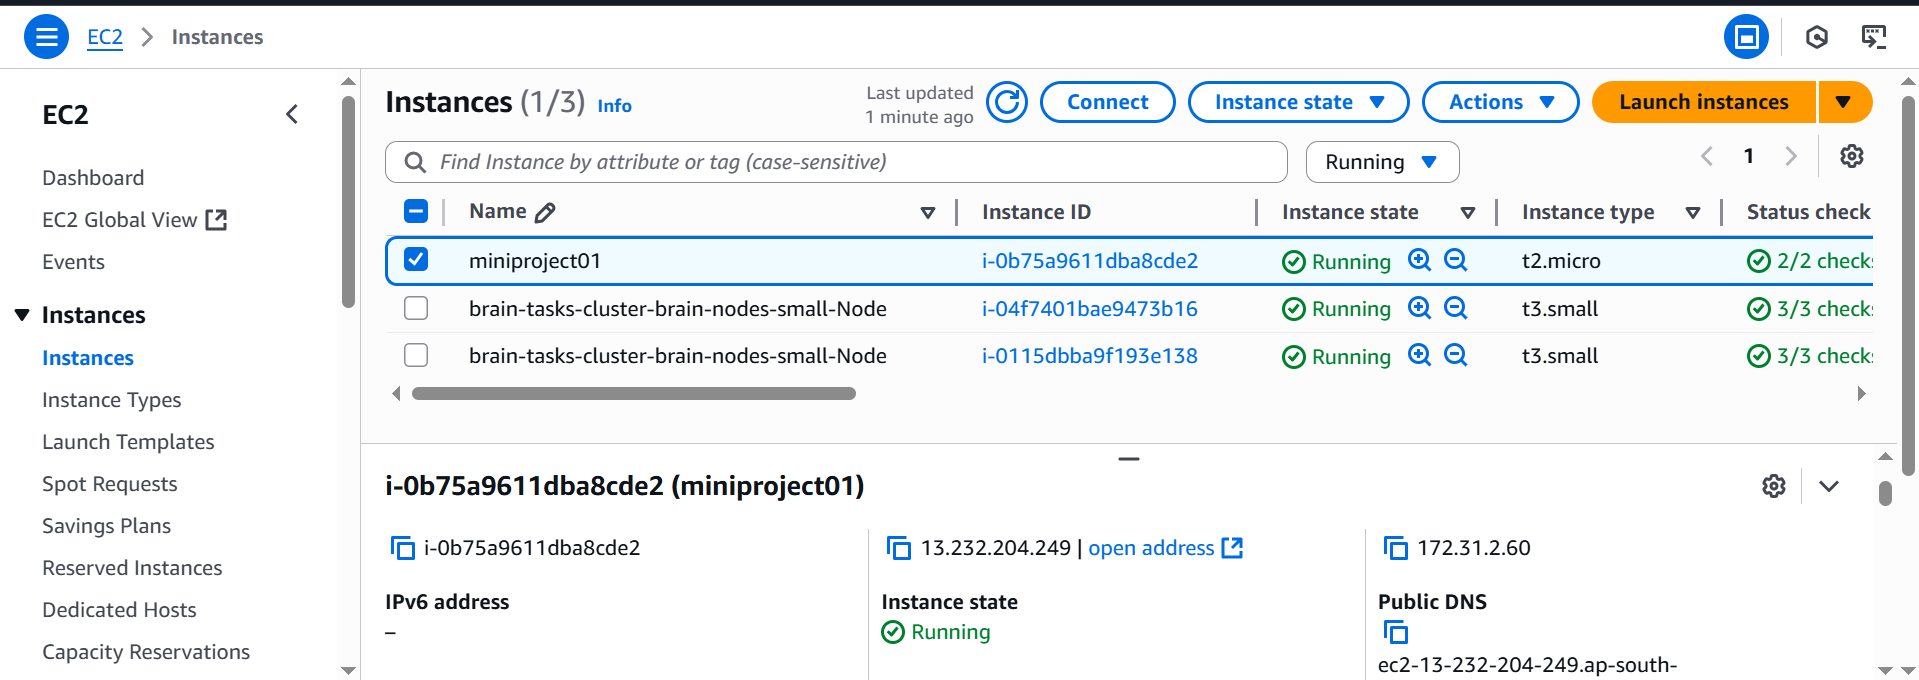 EC2 > Instances
EC2
Dashboard
EC2 Global View
Events
Instances
Instances
Instance Types
Launch Templates
Spot Requests
Savings Plans
Reserved Instances
Dedicated Hosts
Capacity Reservations
Instances (1/3) Info
Last updated
1 minute ago
Connect
Instance state
Actions
Launch instances
Find Instance by attribute or tag (case-sensitive)
Running
1
Name Instance ID Instance state Instance type Status check
miniproject01 i-0b75a9611dba8cde2 Running t2.micro 2/2 checks
brain-tasks-cluster-brain-nodes-small-Node i-04f7401bae9473b16 Running t3.small 3/3 checks
brain-tasks-cluster-brain-nodes-small-Node i-0115dbba9f193e138 Running t3.small 3/3 checks
i-0b75a9611dba8cde2 (miniproject01)
i-0b75a9611dba8cde2
13.232.204.249 | open address
172.31.2.60
IPv6 address
–
Instance state
Running
Public DNS
ec2-13-232-204-249.ap-south-